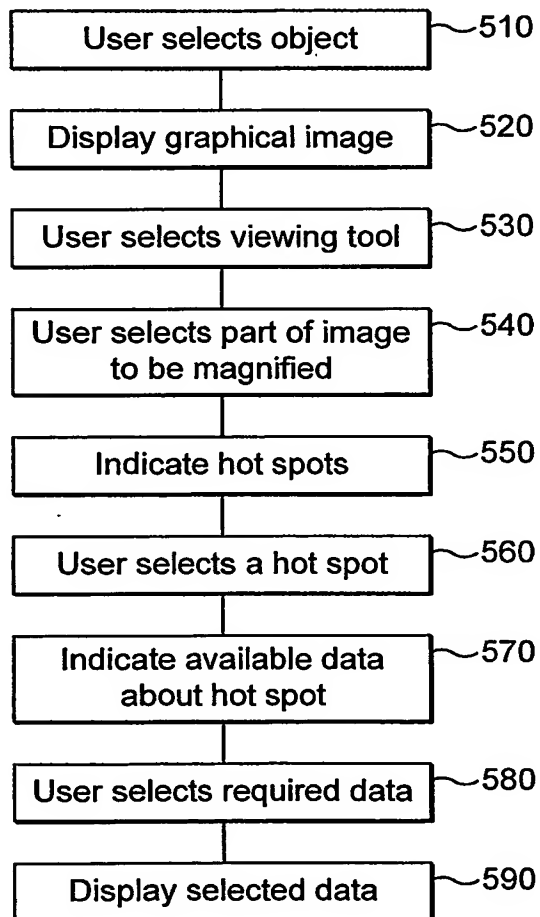 User selects object 510
Display graphical image 520
User selects viewing tool 530
User selects part of image 540
to be magnified
Indicate hot spots 550
User selects a hot spot 560
Indicate available data 570
about hot spot
User selects required data 580
Display selected data 590